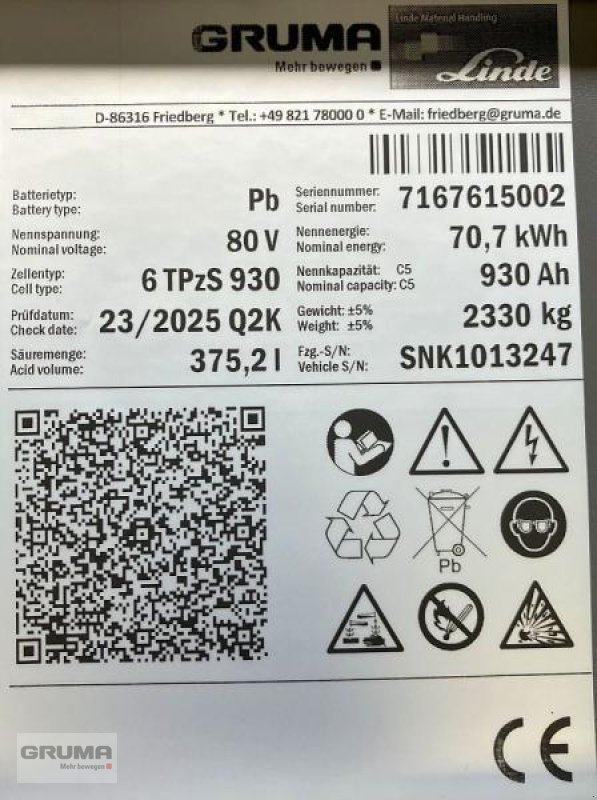 GRUMA
Mehr bewegen
Linde Material Handling
Linde
D-86316 Friedberg * Tel.: +49 821 78000 0 * E-Mail: friedberg@gruma.de
Batterietyp:
Battery type:
Pb
Seriennummer:
Serial number:
7167615002
Nennspannung:
Nominal voltage:
80 V
Nennenergie:
Nominal energy:
70,7 kWh
Zellentyp:
Cell type:
6 TPzS 930
Nennkapazität: C5
Nominal capacity: C5
930 Ah
Prüfdatum:
Check date:
23/2025 Q2K
Gewicht: ±5%
Weight: ±5%
2330 kg
Säuremenge:
Acid volume:
375,2 l
Fzg.-S/N:
Vehicle S/N:
SNK1013247
Pb
CE
GRUMA
Mehr bewegen